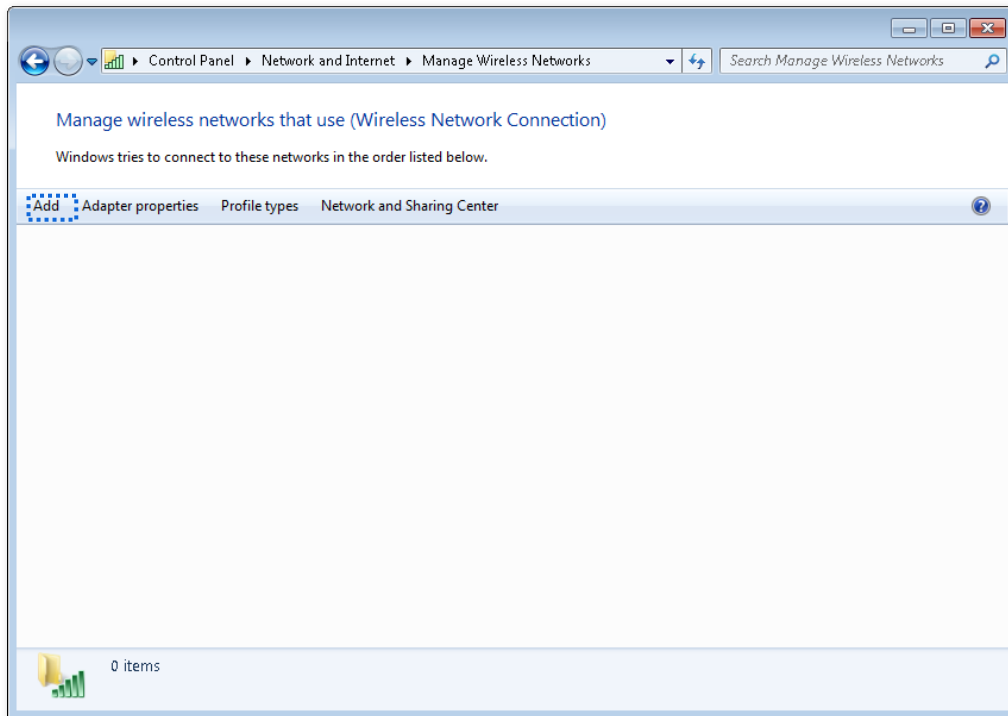 Control Panel Network and Internet Manage Wireless Networks Search Manage Wireless Networks
Manage wireless networks that use (Wireless Network Connection)
Windows tries to connect to these networks in the order listed below.
Add Adapter properties Profile types Network and Sharing Center
0 items